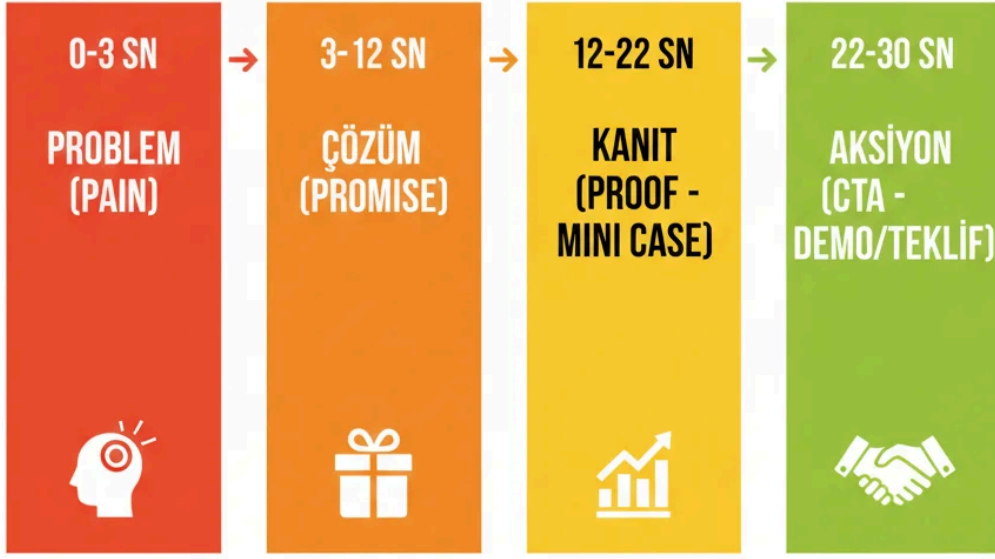 0-3 SN
PROBLEM
(PAIN)
3-12 SN
ÇÖZÜM
(PROMISE)
12-22 SN
KANIT
(PROOF -
MINI CASE)
22-30 SN
AKSİYON
(CTA -
DEMO/TEKLİF)